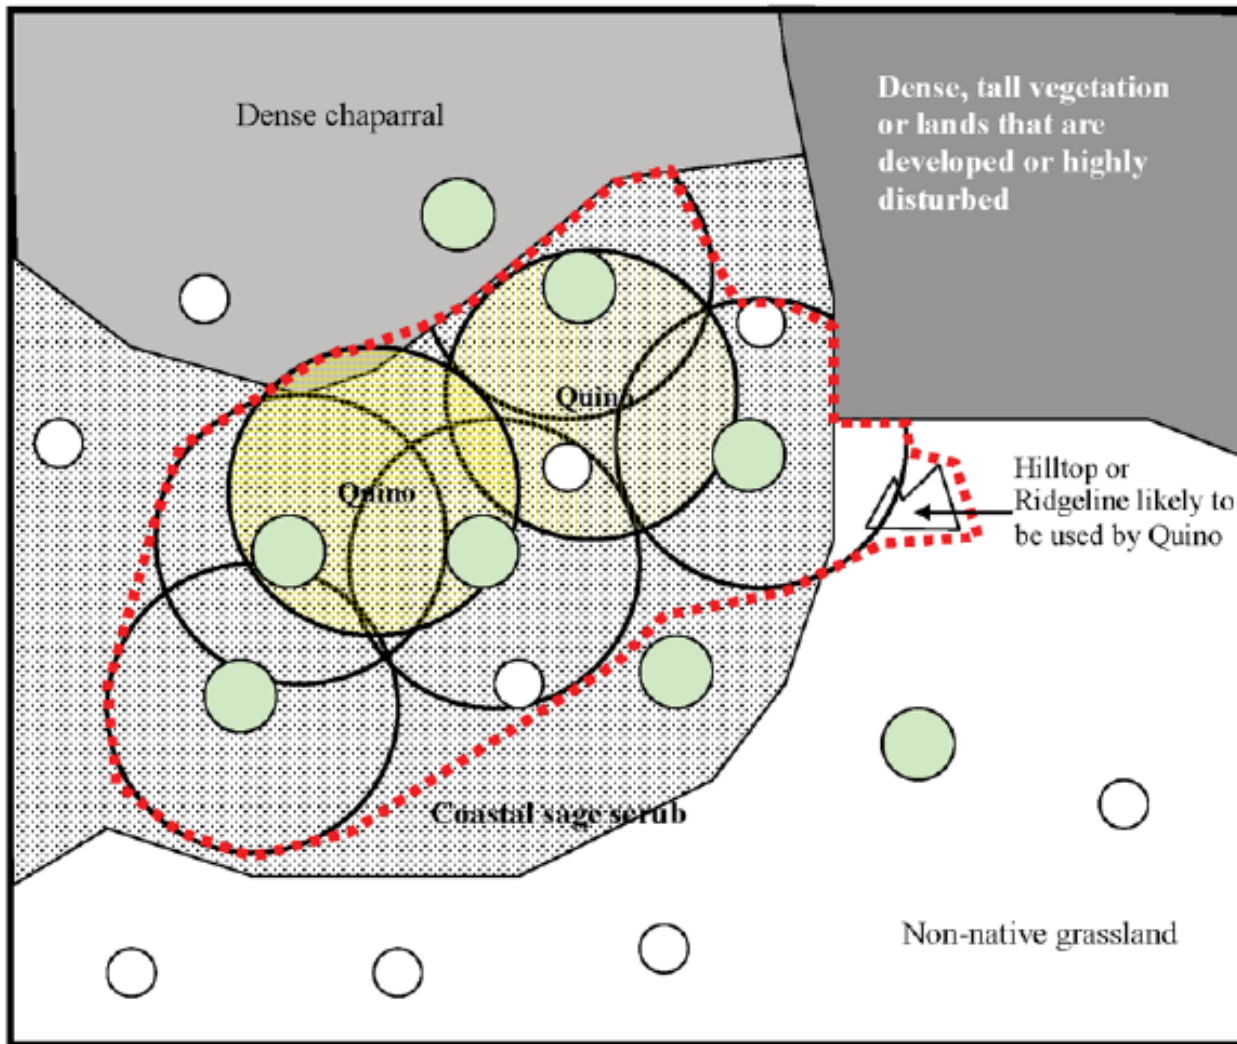 Dense chaparral
Dense, tall vegetation
or lands that are
developed or highly
disturbed
Quino
Quino
Hilltop or
Ridgeline likely to
be used by Quino
Coastal sage scrub
Non-native grassland